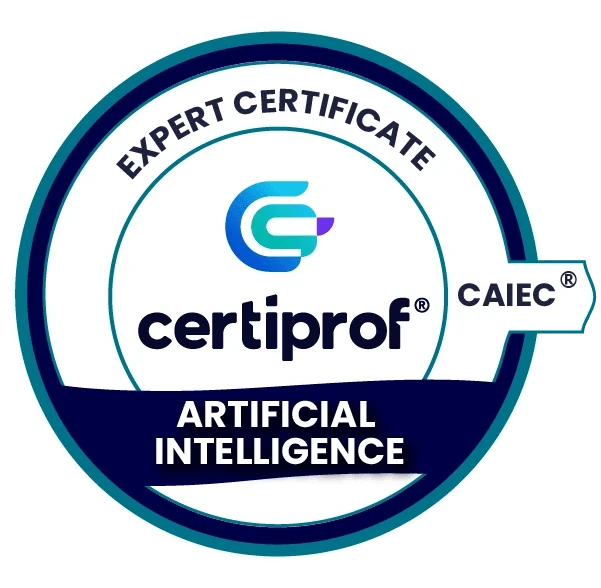 EXPERT CERTIFICATE
certiprof®
CAIEC®
ARTIFICIAL
INTELLIGENCE